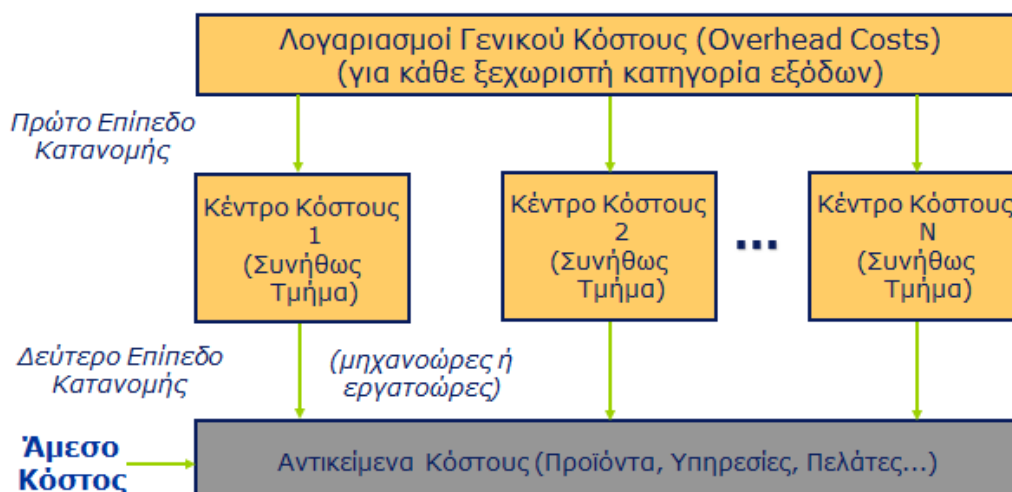 Λογαριασμοί Γενικού Κόστους (Overhead Costs)
(για κάθε ξεχωριστή κατηγορία εξόδων)
Πρώτο Επίπεδο
Κατανομής
Κέντρο Κόστους
1
(Συνήθως
Τμήμα)
Κέντρο Κόστους
2
(Συνήθως
Τμήμα)
...
Κέντρο Κόστους
N
(Συνήθως
Τμήμα)
Δεύτερο Επίπεδο
Κατανομής
(μηχανοώρες ή
εργατοώρες)
Άμεσο
Κόστος
Αντικείμενα Κόστους (Προϊόντα, Υπηρεσίες, Πελάτες...)